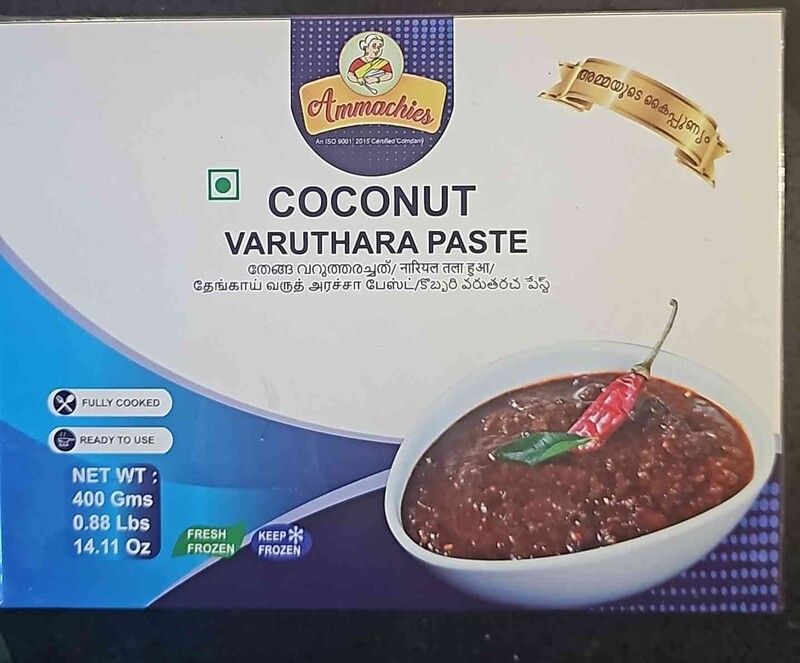 Ammachies
An ISO 9001: 2015 Certified Company
അമ്മയുടെ കൈപ്പുണ്യം
COCONUT
VARUTHARA PASTE
തേങ്ങ വറുത്തരച്ചത്/ नारियल तला हुआ/
தேங்காய் வருத் அரச்சா பேஸ்ட்/కొబ్బరి వరుతరచ పేస్ట్
FULLY COOKED
READY TO USE
NET WT :
400 Gms
0.88 Lbs
14.11 Oz
FRESH
FROZEN
KEEP
FROZEN